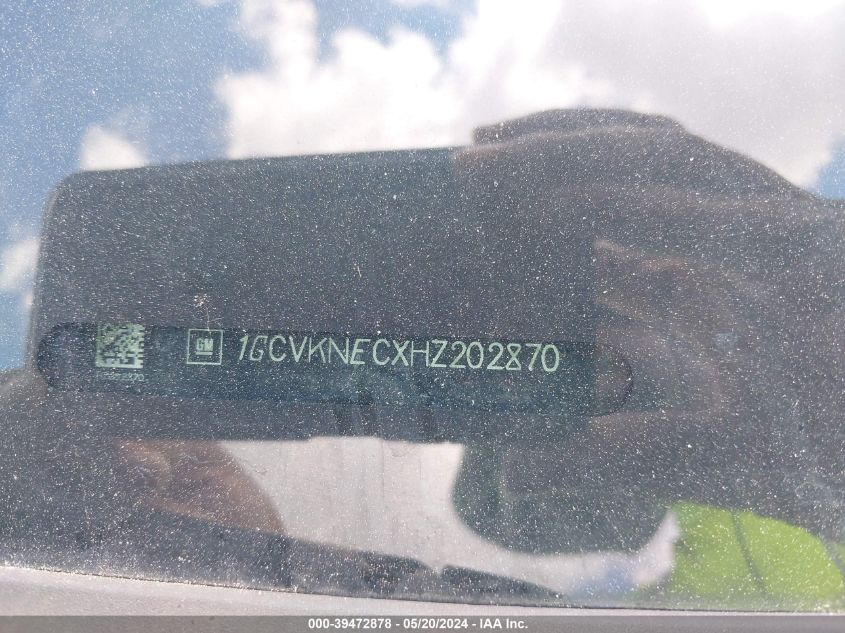 GM 1GCVKNECXHZ202870
000-39472878 - 05/20/2024 - IAA Inc.